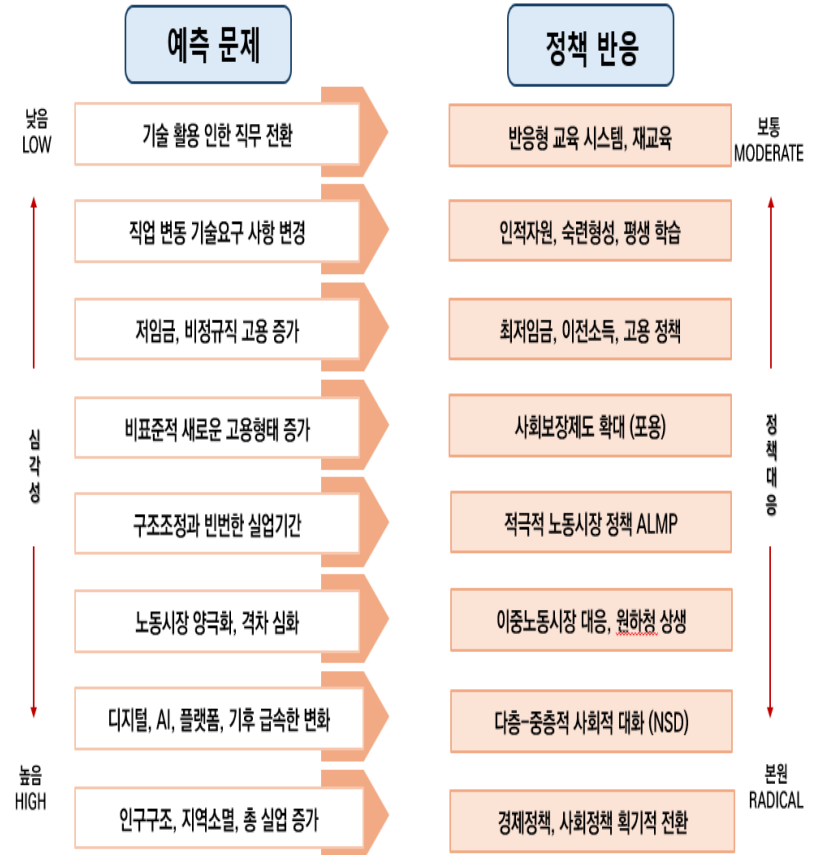 예측 문제
정책 반응
낮음
LOW
기술 활용 인한 직무 전환
반응형 교육 시스템, 재교육
보통
MODERATE
직업 변동 기술요구 사항 변경
인적자원, 숙련형성, 평생 학습
저임금, 비정규직 고용 증가
최저임금, 이전소득, 고용 정책
심각성
비표준적 새로운 고용형태 증가
사회보장제도 확대 (포용)
정책대응
구조조정과 빈번한 실업기간
적극적 노동시장 정책 ALMP
노동시장 양극화, 격차 심화
이중노동시장 대응, 원하청 상생
디지털, AI, 플랫폼, 기후 급속한 변화
다층-중층적 사회적 대화 (NSD)
높음
HIGH
인구구조, 지역소멸, 총 실업 증가
경제정책, 사회정책 획기적 전환
본원
RADICAL